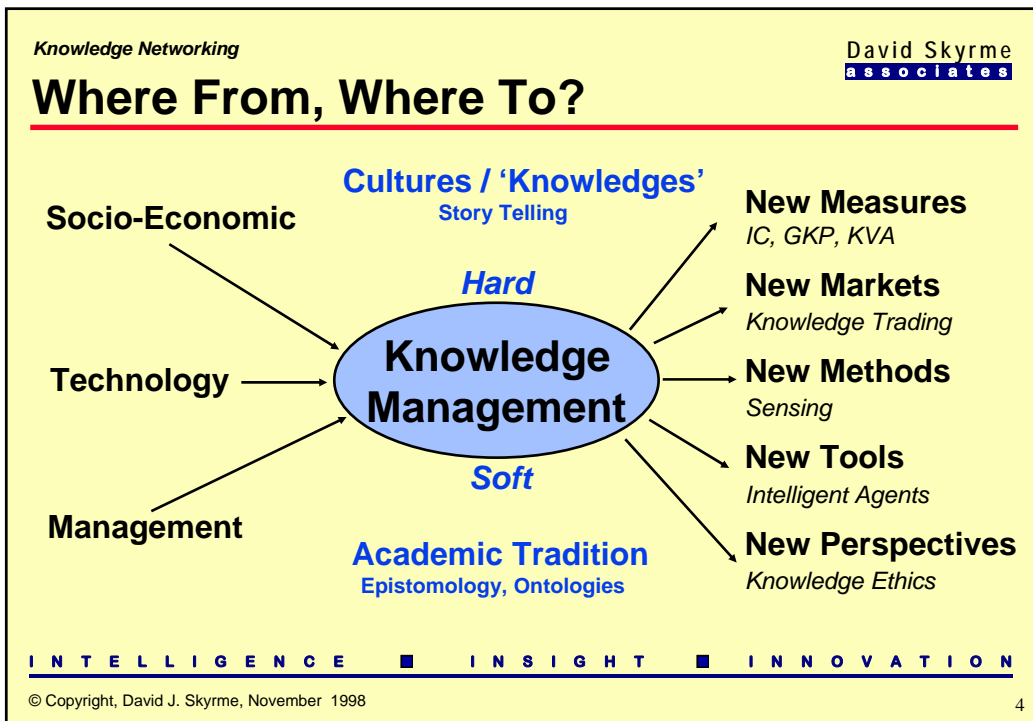 Knowledge Networking
David Skyrme
associates
Where From, Where To?
Cultures / ‘Knowledges’
Story Telling
Socio-Economic
Technology
Management
Hard
Knowledge
Management
Soft
Academic Tradition
Epistomology, Ontologies
New Measures
IC, GKP, KVA
New Markets
Knowledge Trading
New Methods
Sensing
New Tools
Intelligent Agents
New Perspectives
Knowledge Ethics
INTELLIGENCE ■ INSIGHT ■ INNOVATION
© Copyright, David J. Skyrme, November 1998
4